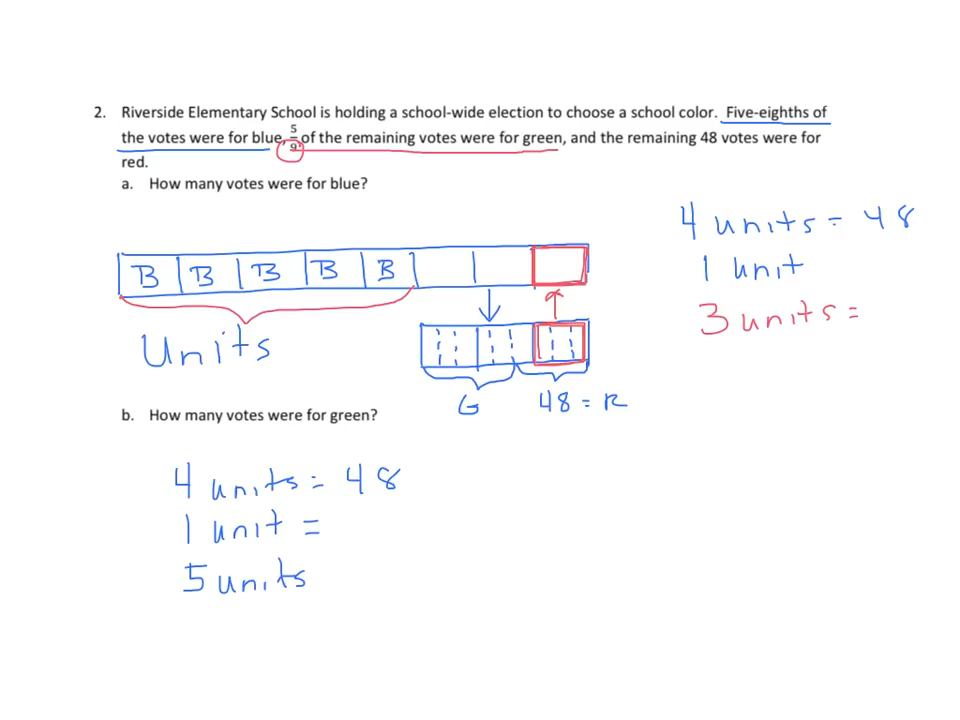 2. Riverside Elementary School is holding a school-wide election to choose a school color. Five-eighths of
the votes were for blue, 5/9 of the remaining votes were for green, and the remaining 48 votes were for
red.
a. How many votes were for blue?
4 units = 48
1 unit
3 units =
B B B B B
Units
G 48 = R
b. How many votes were for green?
4 units = 48
1 unit =
5 units